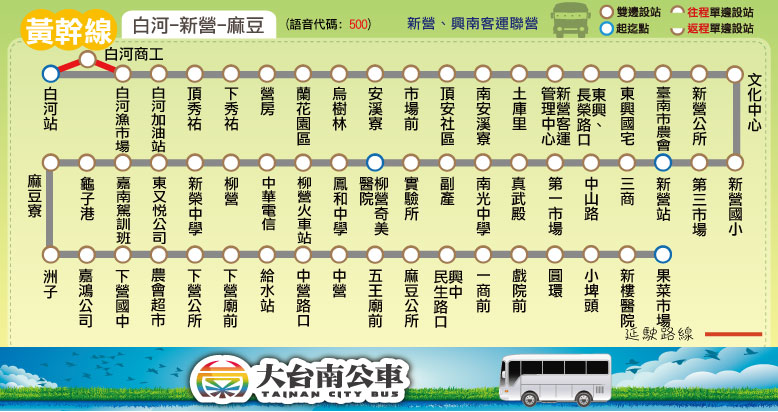 黃幹線
白河-新營-麻豆
(語音代碼: 500)
新營、興南客運聯營
雙邊設站
往程單邊設站
起迄點
返程單邊設站
白河商工
白河站
白河漁市場
白河加油站
頂秀祐
下秀祐
營房
蘭花園區
烏樹林
安溪寮
市場前
頂安社區
南安溪寮
土庫里
新營客運
管理中心
東興、
長榮路口
東興國宅
臺南市農會
新營公所
文化中心
麻豆寮
龜子港
嘉南駕訓班
東又悅公司
新榮中學
柳營
中華電信
柳營火車站
鳳和中學
柳營奇美
醫院
實驗所
副產
南光中學
真武殿
第一市場
中山路
三商
新營站
第三市場
新營國小
洲子
嘉鴻公司
下營國中
農會超市
下營公所
下營廟前
給水站
中營路口
中營
五王廟前
麻豆公所
興中
民生路口
一商前
戲院前
圓環
小埤頭
新樓醫院
果菜市場
延駛路線
大台南公車
TAINAN CITY BUS